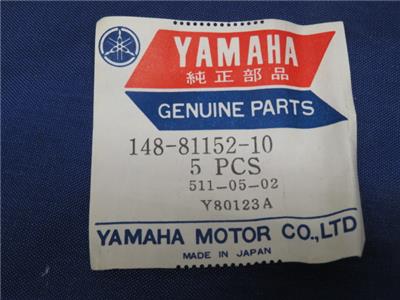 YAMAHA
純正部品
GENUINE PARTS
148-81152-10
5 PCS
511-05-02
Y80123A
YAMAHA MOTOR CO.,LTD
MADE IN JAPAN